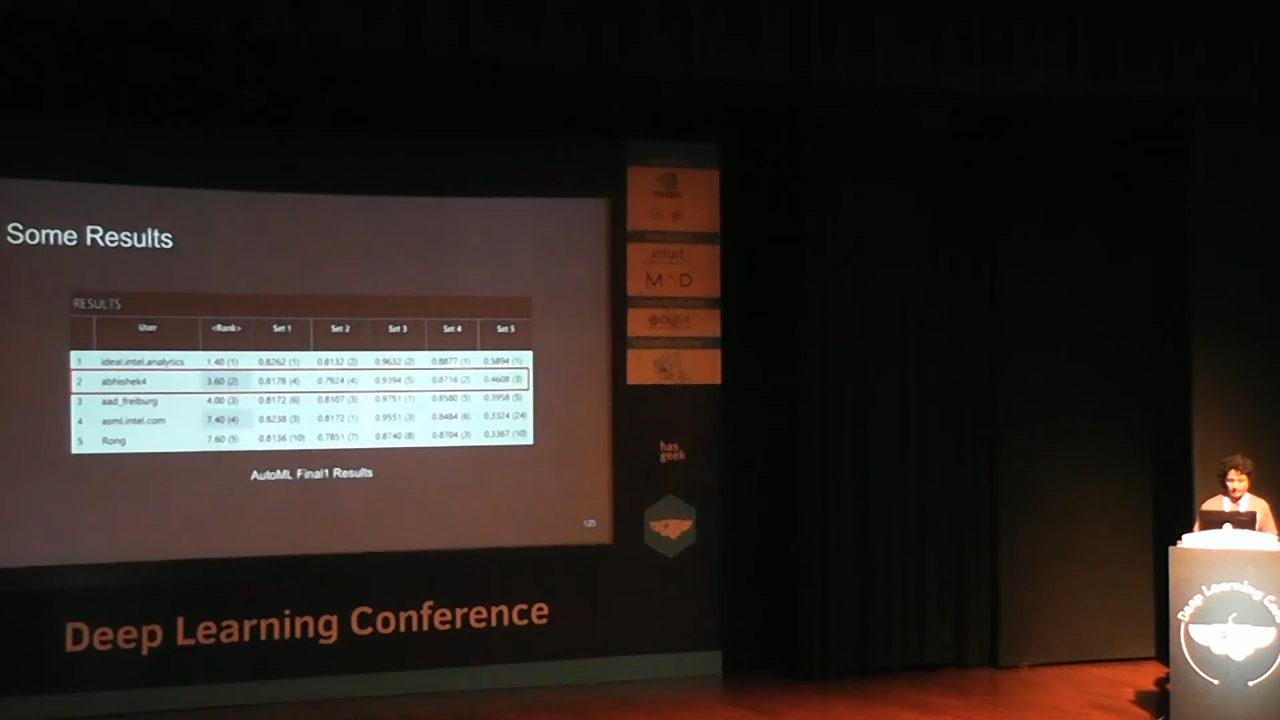 Some Results
RESULTS
User <Rank> Set 1 Set 2 Set 3 Set 4 Set 5
1 ideal.intel.analytics 1.40 (1) 0.8262 (1) 0.8132 (2) 0.9632 (2) 0.8877 (1) 0.5894 (1)
2 abhishek4 3.60 (2) 0.8178 (4) 0.7924 (4) 0.9394 (5) 0.8716 (2) 0.4608 (3)
3 aad_freiburg 4.00 (3) 0.8172 (6) 0.8107 (3) 0.9751 (1) 0.8580 (5) 0.3958 (5)
4 asml.intel.com 7.40 (4) 0.8238 (3) 0.8172 (1) 0.9551 (3) 0.8484 (6) 0.3324 (24)
5 Rong 7.60 (5) 0.8136 (10) 0.7851 (7) 0.8740 (8) 0.8704 (3) 0.3367 (10)
AutoML Final1 Results
125
NVIDIA
Google
intuit
MAD
has
geek
Deep Learning Conference
Deep Learning